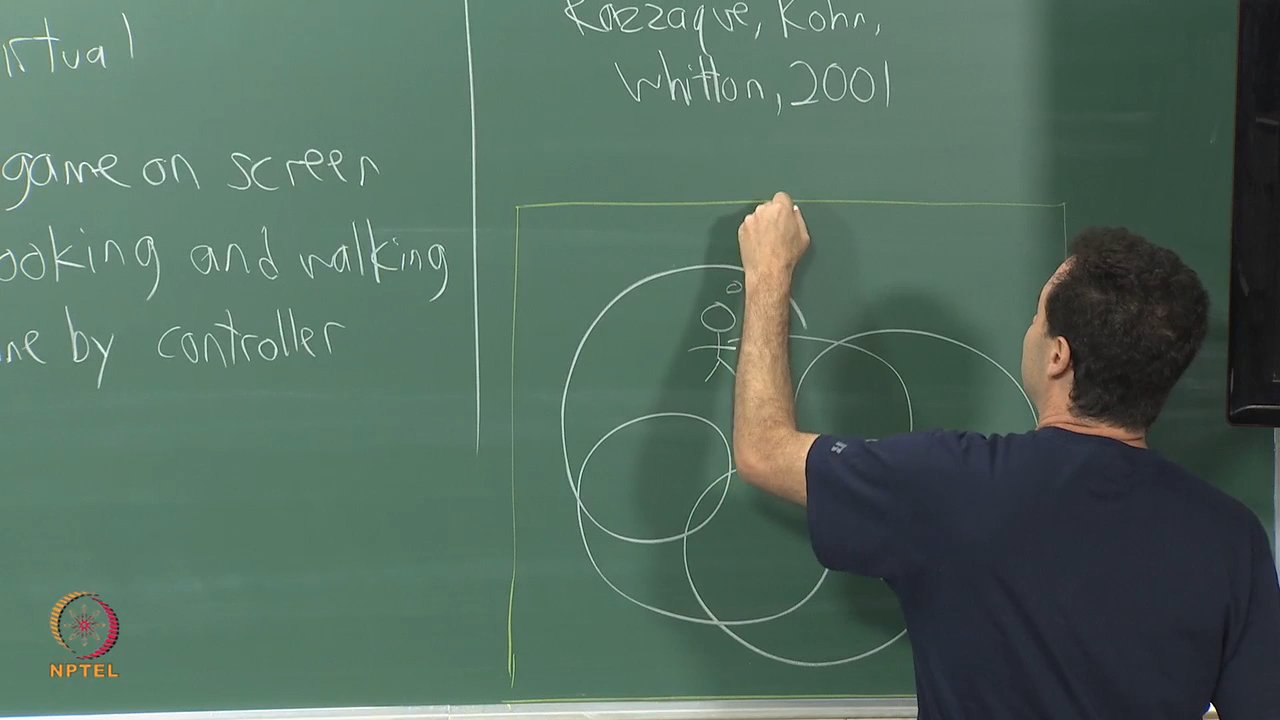 irtual
game on screen
ooking and walking
ne by controller
Razzaque, Kohn,
Whitton, 2001
NPTEL